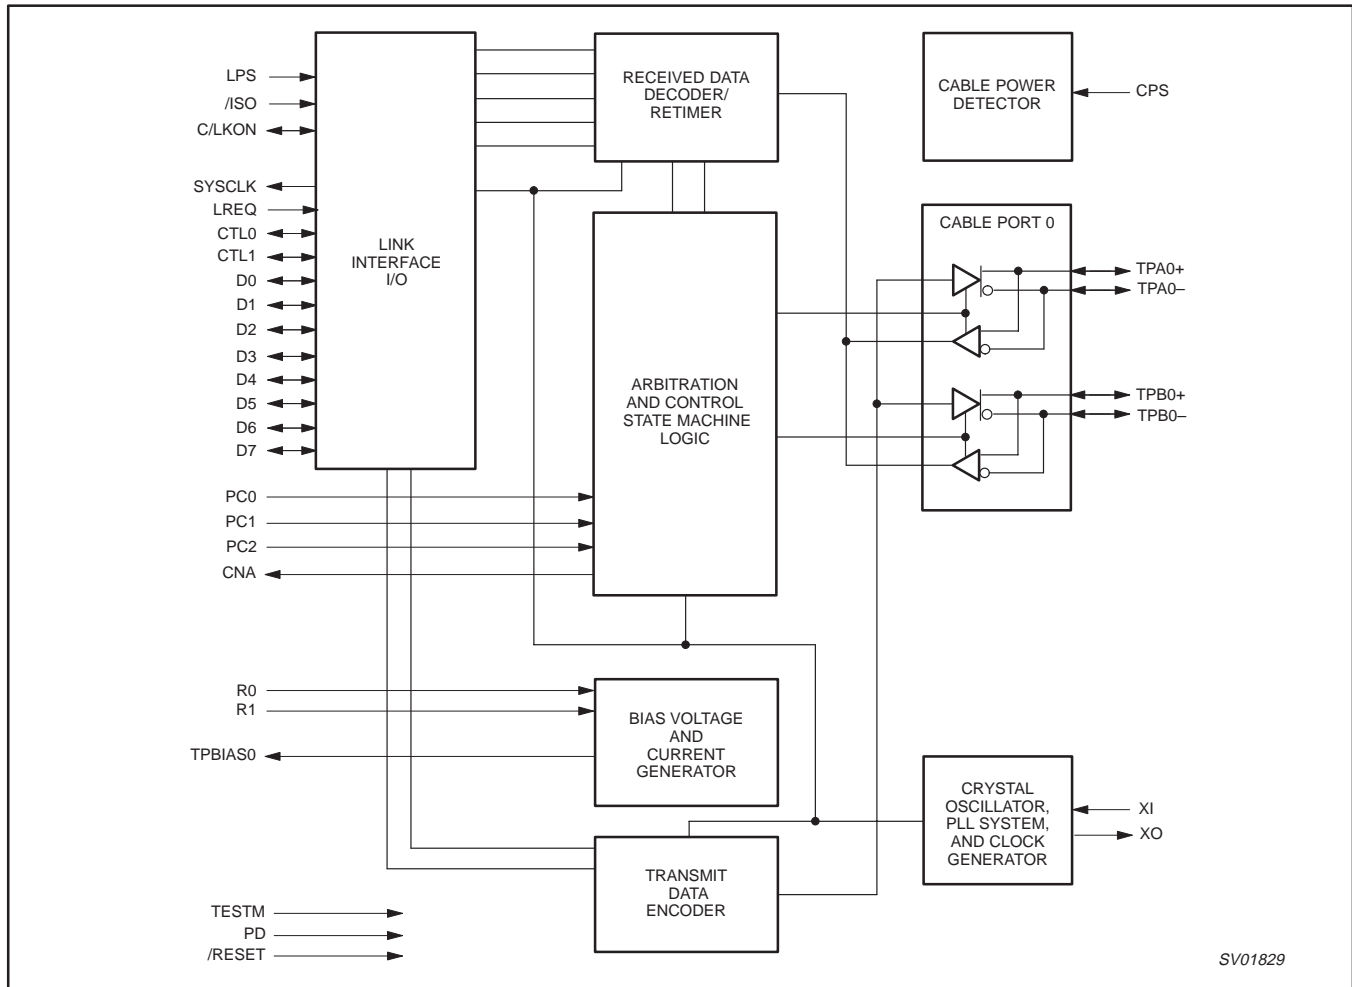 LPS
/ISO
C/LKON
SYSCLK
LREQ
CTL0
CTL1
D0
D1
D2
D3
D4
D5
D6
D7
PC0
PC1
PC2
CNA
R0
R1
TPBIAS0
TESTM
PD
/RESET
LINK
INTERFACE
I/O
RECEIVED DATA
DECODER/
RETIMER
ARBITRATION
AND CONTROL
STATE MACHINE
LOGIC
BIAS VOLTAGE
AND
CURRENT
GENERATOR
TRANSMIT
DATA
ENCODER
CABLE POWER
DETECTOR
CPS
CABLE PORT 0
TPA0+
TPA0–
TPB0+
TPB0–
CRYSTAL
OSCILLATOR,
PLL SYSTEM,
AND CLOCK
GENERATOR
XI
XO
SV01829